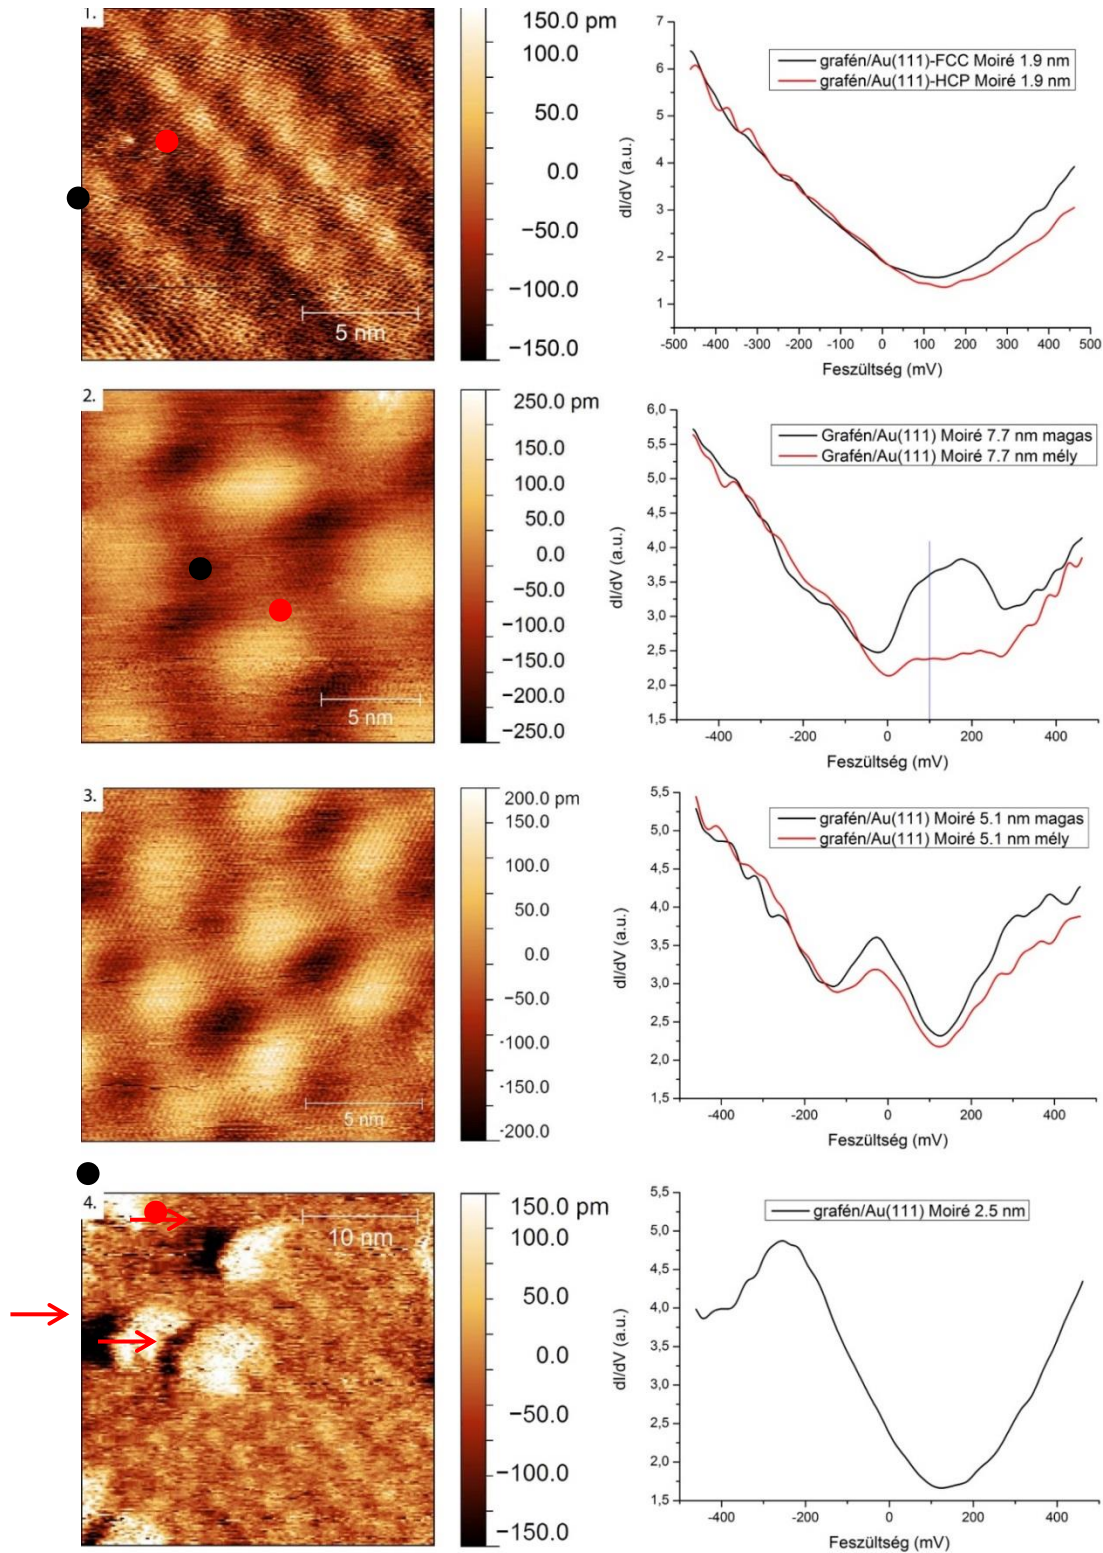 1.
150.0 pm
100.0
50.0
0.0
−50.0
−100.0
−150.0
5 nm
7
6
5
4
3
2
1
dI/dV (a.u.)
grafén/Au(111)-FCC Moiré 1.9 nm
grafén/Au(111)-HCP Moiré 1.9 nm
-500 -400 -300 -200 -100 0 100 200 300 400 500
Feszültség (mV)
2.
250.0 pm
100.0
50.0
0.0
−50.0
−100.0
−150.0
−200.0
−250.0
5 nm
6,0
5,5
5,0
4,5
4,0
3,5
3,0
2,5
2,0
1,5
dI/dV (a.u.)
Grafén/Au(111) Moiré 7.7 nm magas
Grafén/Au(111) Moiré 7.7 nm mély
-400 -200 0 200 400
Feszültség (mV)
3.
200.0 pm
150.0
100.0
50.0
0.0
−50.0
-100.0
-150.0
-200.0
5 nm
5,5
5,0
4,5
4,0
3,5
3,0
2,5
2,0
1,5
dI/dV (a.u.)
grafén/Au(111) Moiré 5.1 nm magas
grafén/Au(111) Moiré 5.1 nm mély
-400 -200 0 200 400
Feszültség (mV)
4.
150.0 pm
100.0
50.0
0.0
−50.0
−100.0
−150.0
10 nm
5,5
5,0
4,5
4,0
3,5
3,0
2,5
2,0
1,5
dI/dV (a.u.)
grafén/Au(111) Moiré 2.5 nm
-400 -200 0 200 400
Feszültség (mV)